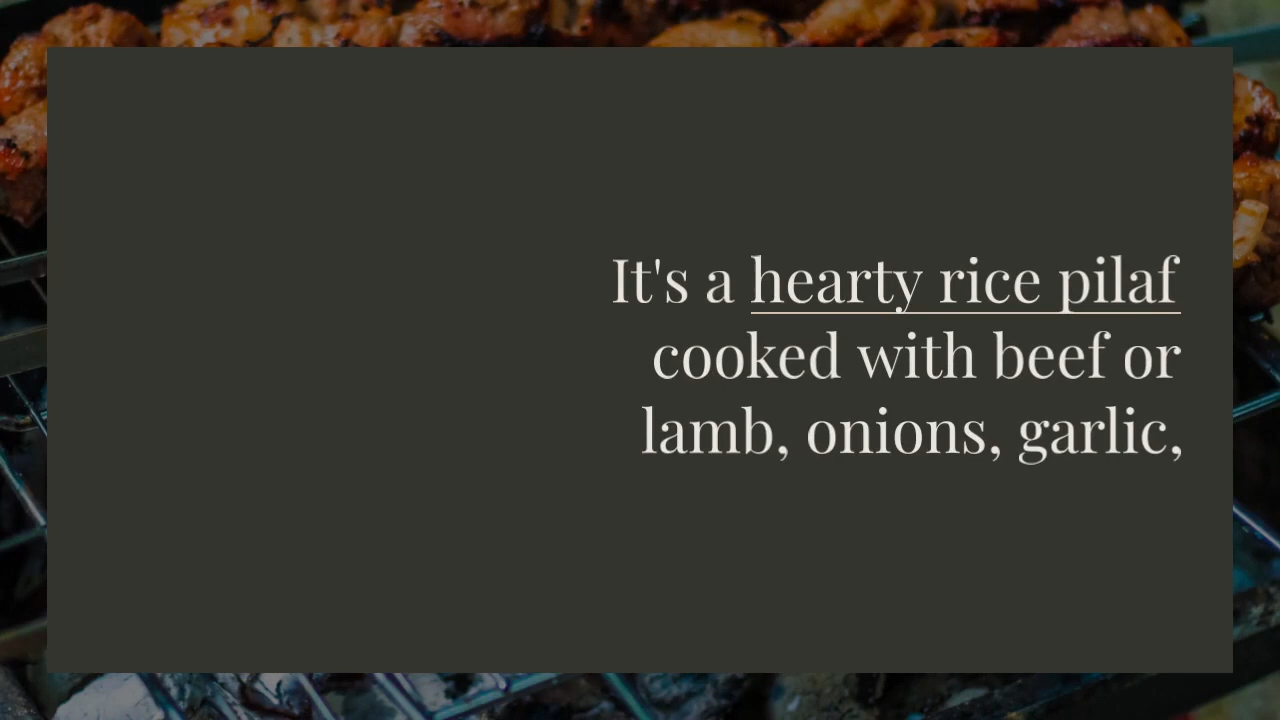 It's a hearty rice pilaf
cooked with beef or
lamb, onions, garlic,